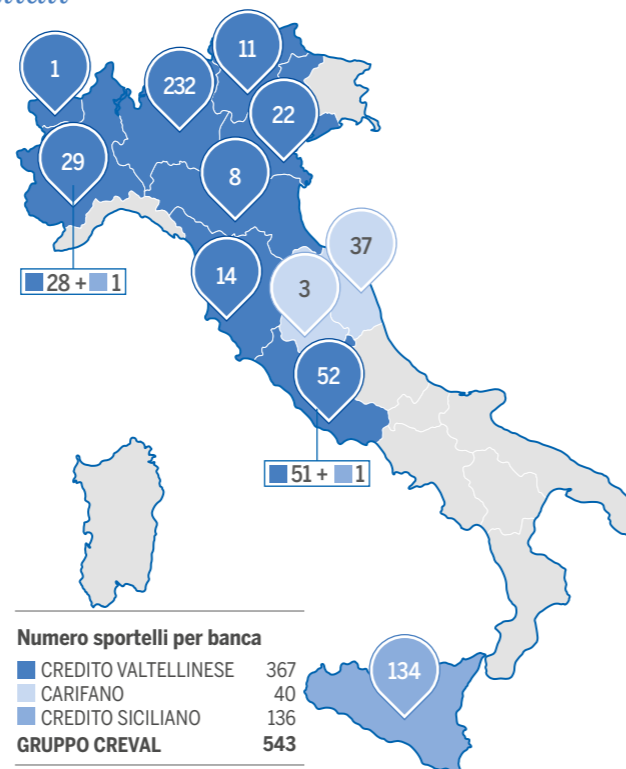 1
11
232
22
29
8
37
28 + 1
14
3
52
51 + 1
Numero sportelli per banca
CREDITO VALTELLINESE 367
CARIFANO 40
CREDITO SICILIANO 136
GRUPPO CREVAL 543
134